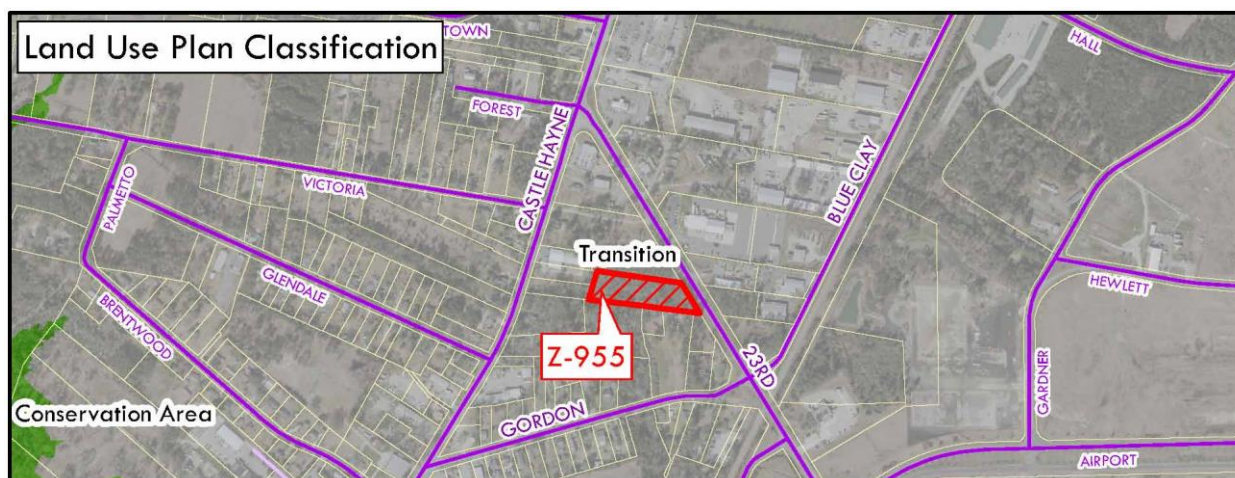 Land Use Plan Classification
TOWN
HALL
FOREST
CASTLE HAYNE
BLUE CLAY
PALMETTO
VICTORIA
GLENDALE
Transition
HEWLETT
BRENTWOOD
Z-955
23RD
GARDNER
Conservation Area
GORDON
AIRPORT